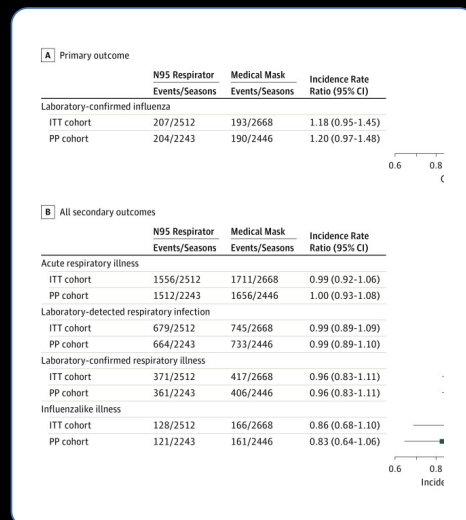 A Primary outcome
N95 Respirator Medical Mask Incidence Rate
Events/Seasons Events/Seasons Ratio (95% CI)
Laboratory-confirmed influenza
ITT cohort 207/2512 193/2668 1.18 (0.95-1.45)
PP cohort 204/2243 190/2446 1.20 (0.97-1.48)
0.6 0.8
B All secondary outcomes
N95 Respirator Medical Mask Incidence Rate
Events/Seasons Events/Seasons Ratio (95% CI)
Acute respiratory illness
ITT cohort 1556/2512 1711/2668 0.99 (0.92-1.06)
PP cohort 1512/2243 1656/2446 1.00 (0.93-1.08)
Laboratory-detected respiratory infection
ITT cohort 679/2512 745/2668 0.99 (0.89-1.09)
PP cohort 664/2243 733/2446 0.99 (0.89-1.10)
Laboratory-confirmed respiratory illness
ITT cohort 371/2512 417/2668 0.96 (0.83-1.11)
PP cohort 361/2243 406/2446 0.96 (0.83-1.11)
Influenzalike illness
ITT cohort 128/2512 166/2668 0.86 (0.68-1.10)
PP cohort 121/2243 161/2446 0.83 (0.64-1.06)
0.6 0.8
Incide